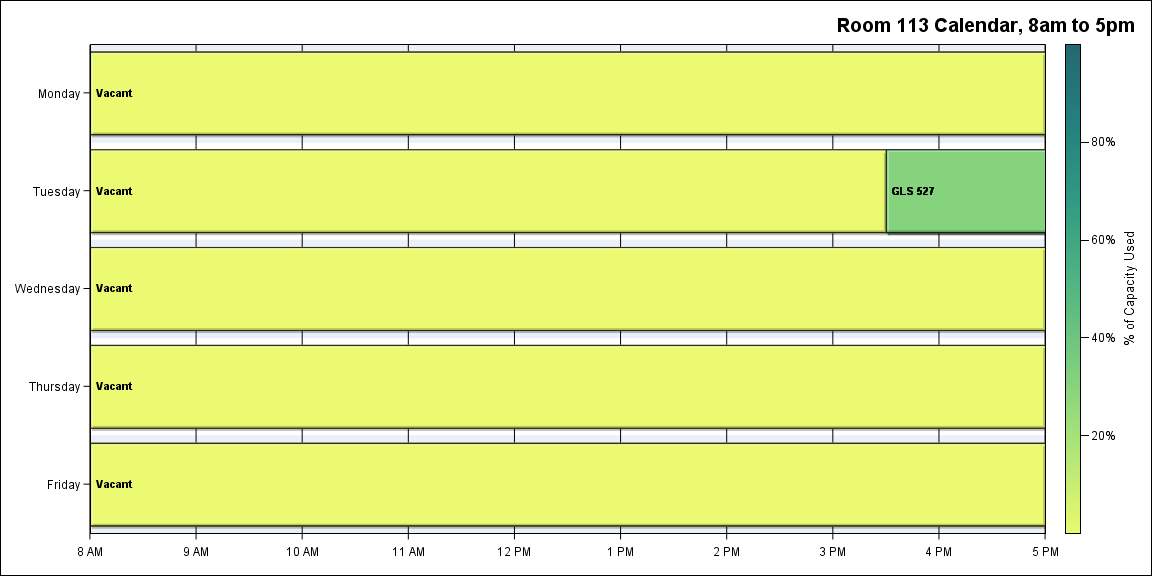 Room 113 Calendar, 8am to 5pm
Monday
Vacant
Tuesday
Vacant
GLS 527
Wednesday
Vacant
Thursday
Vacant
Friday
Vacant
8 AM
9 AM
10 AM
11 AM
12 PM
1 PM
2 PM
3 PM
4 PM
5 PM
80%
60%
40%
20%
% of Capacity Used